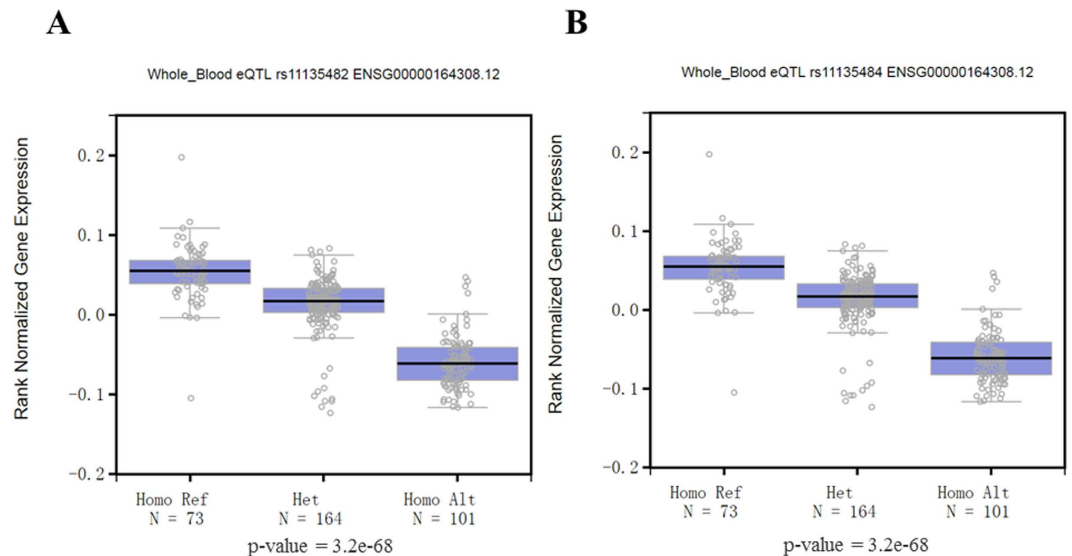 A
Whole_Blood eQTL rs11135482 ENSG00000164308.12
Rank Normalized Gene Expression
0.2
0.1
0.0
-0.1
-0.2
Homo Ref
N = 73
Het
N = 164
Homo Alt
N = 101
p-value = 3.2e-68
B
Whole_Blood eQTL rs11135484 ENSG00000164308.12
Rank Normalized Gene Expression
0.2
0.1
0.0
-0.1
-0.2
Homo Ref
N = 73
Het
N = 164
Homo Alt
N = 101
p-value = 3.2e-68